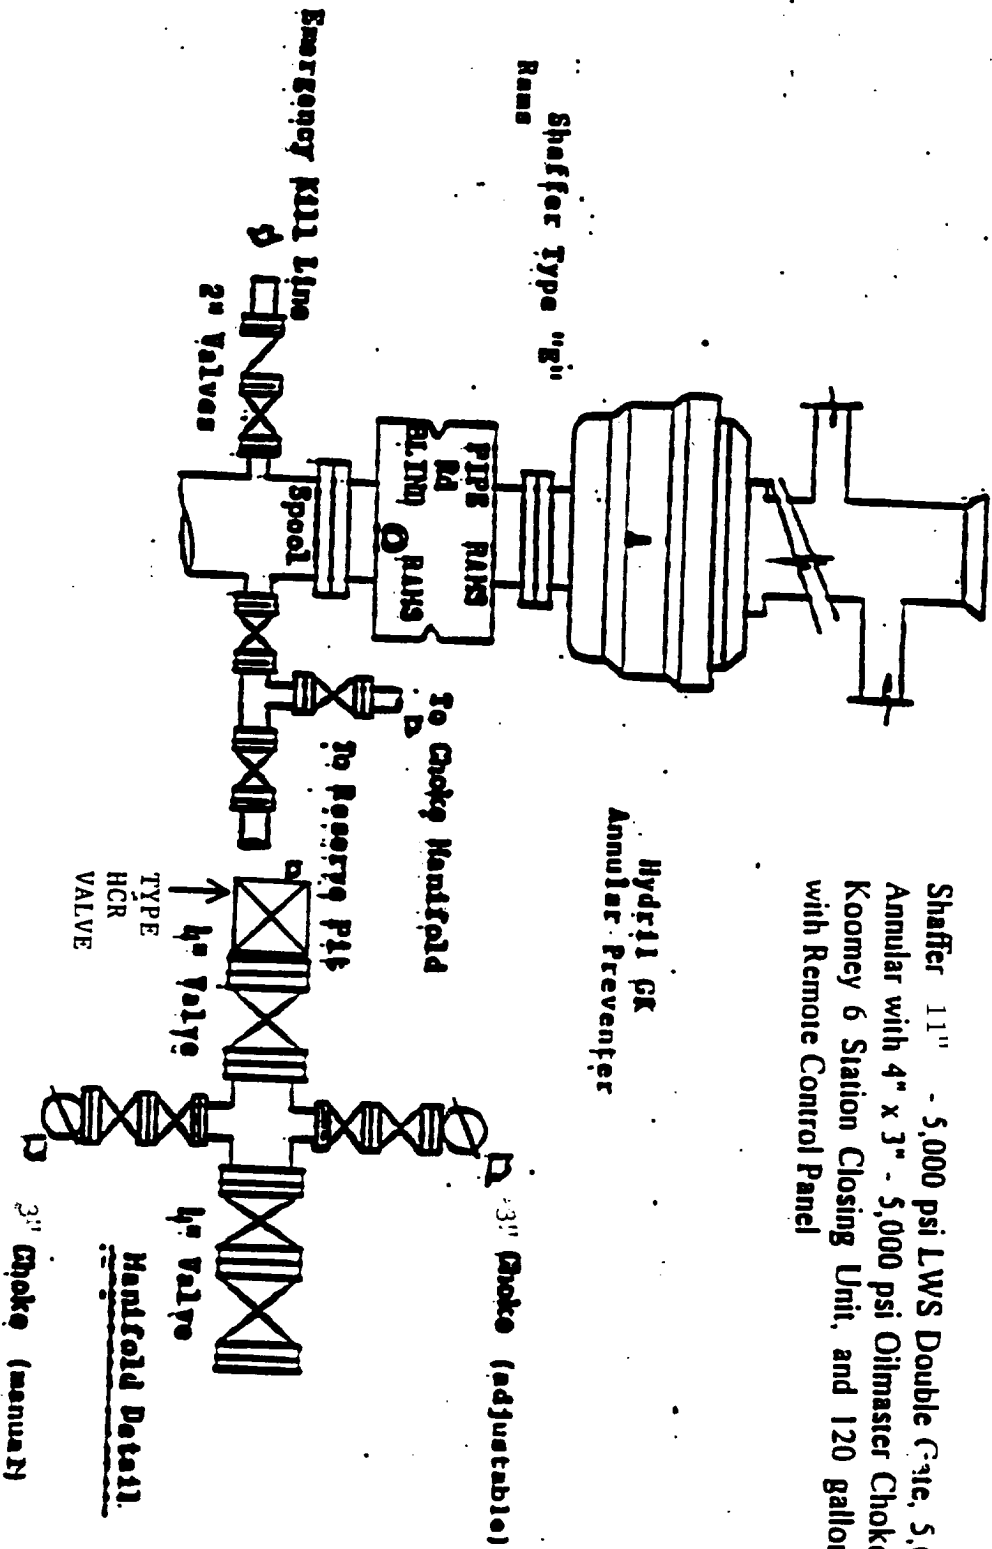 Shaffer 11" - 5,000 psi LWS Double Gate,
Annular with 4" x 3" - 5,000 psi Oilmaster Choke
Koomey 6 Station Closing Unit, and 120
with Remote Control Panel
Hydril GK
Annular Preventer
Shaffer Type "E"
Rams
PIPE RAMS
BLIND RAMS
Spool
Emergency Kill Line
2" Valves
To Choke Manifold
To Reserve Pit
TYPE
HCR
VALVE
4" Valve
4" Valve
3" Choke (adjustable)
3" Choke (manual)
Manifold Detail